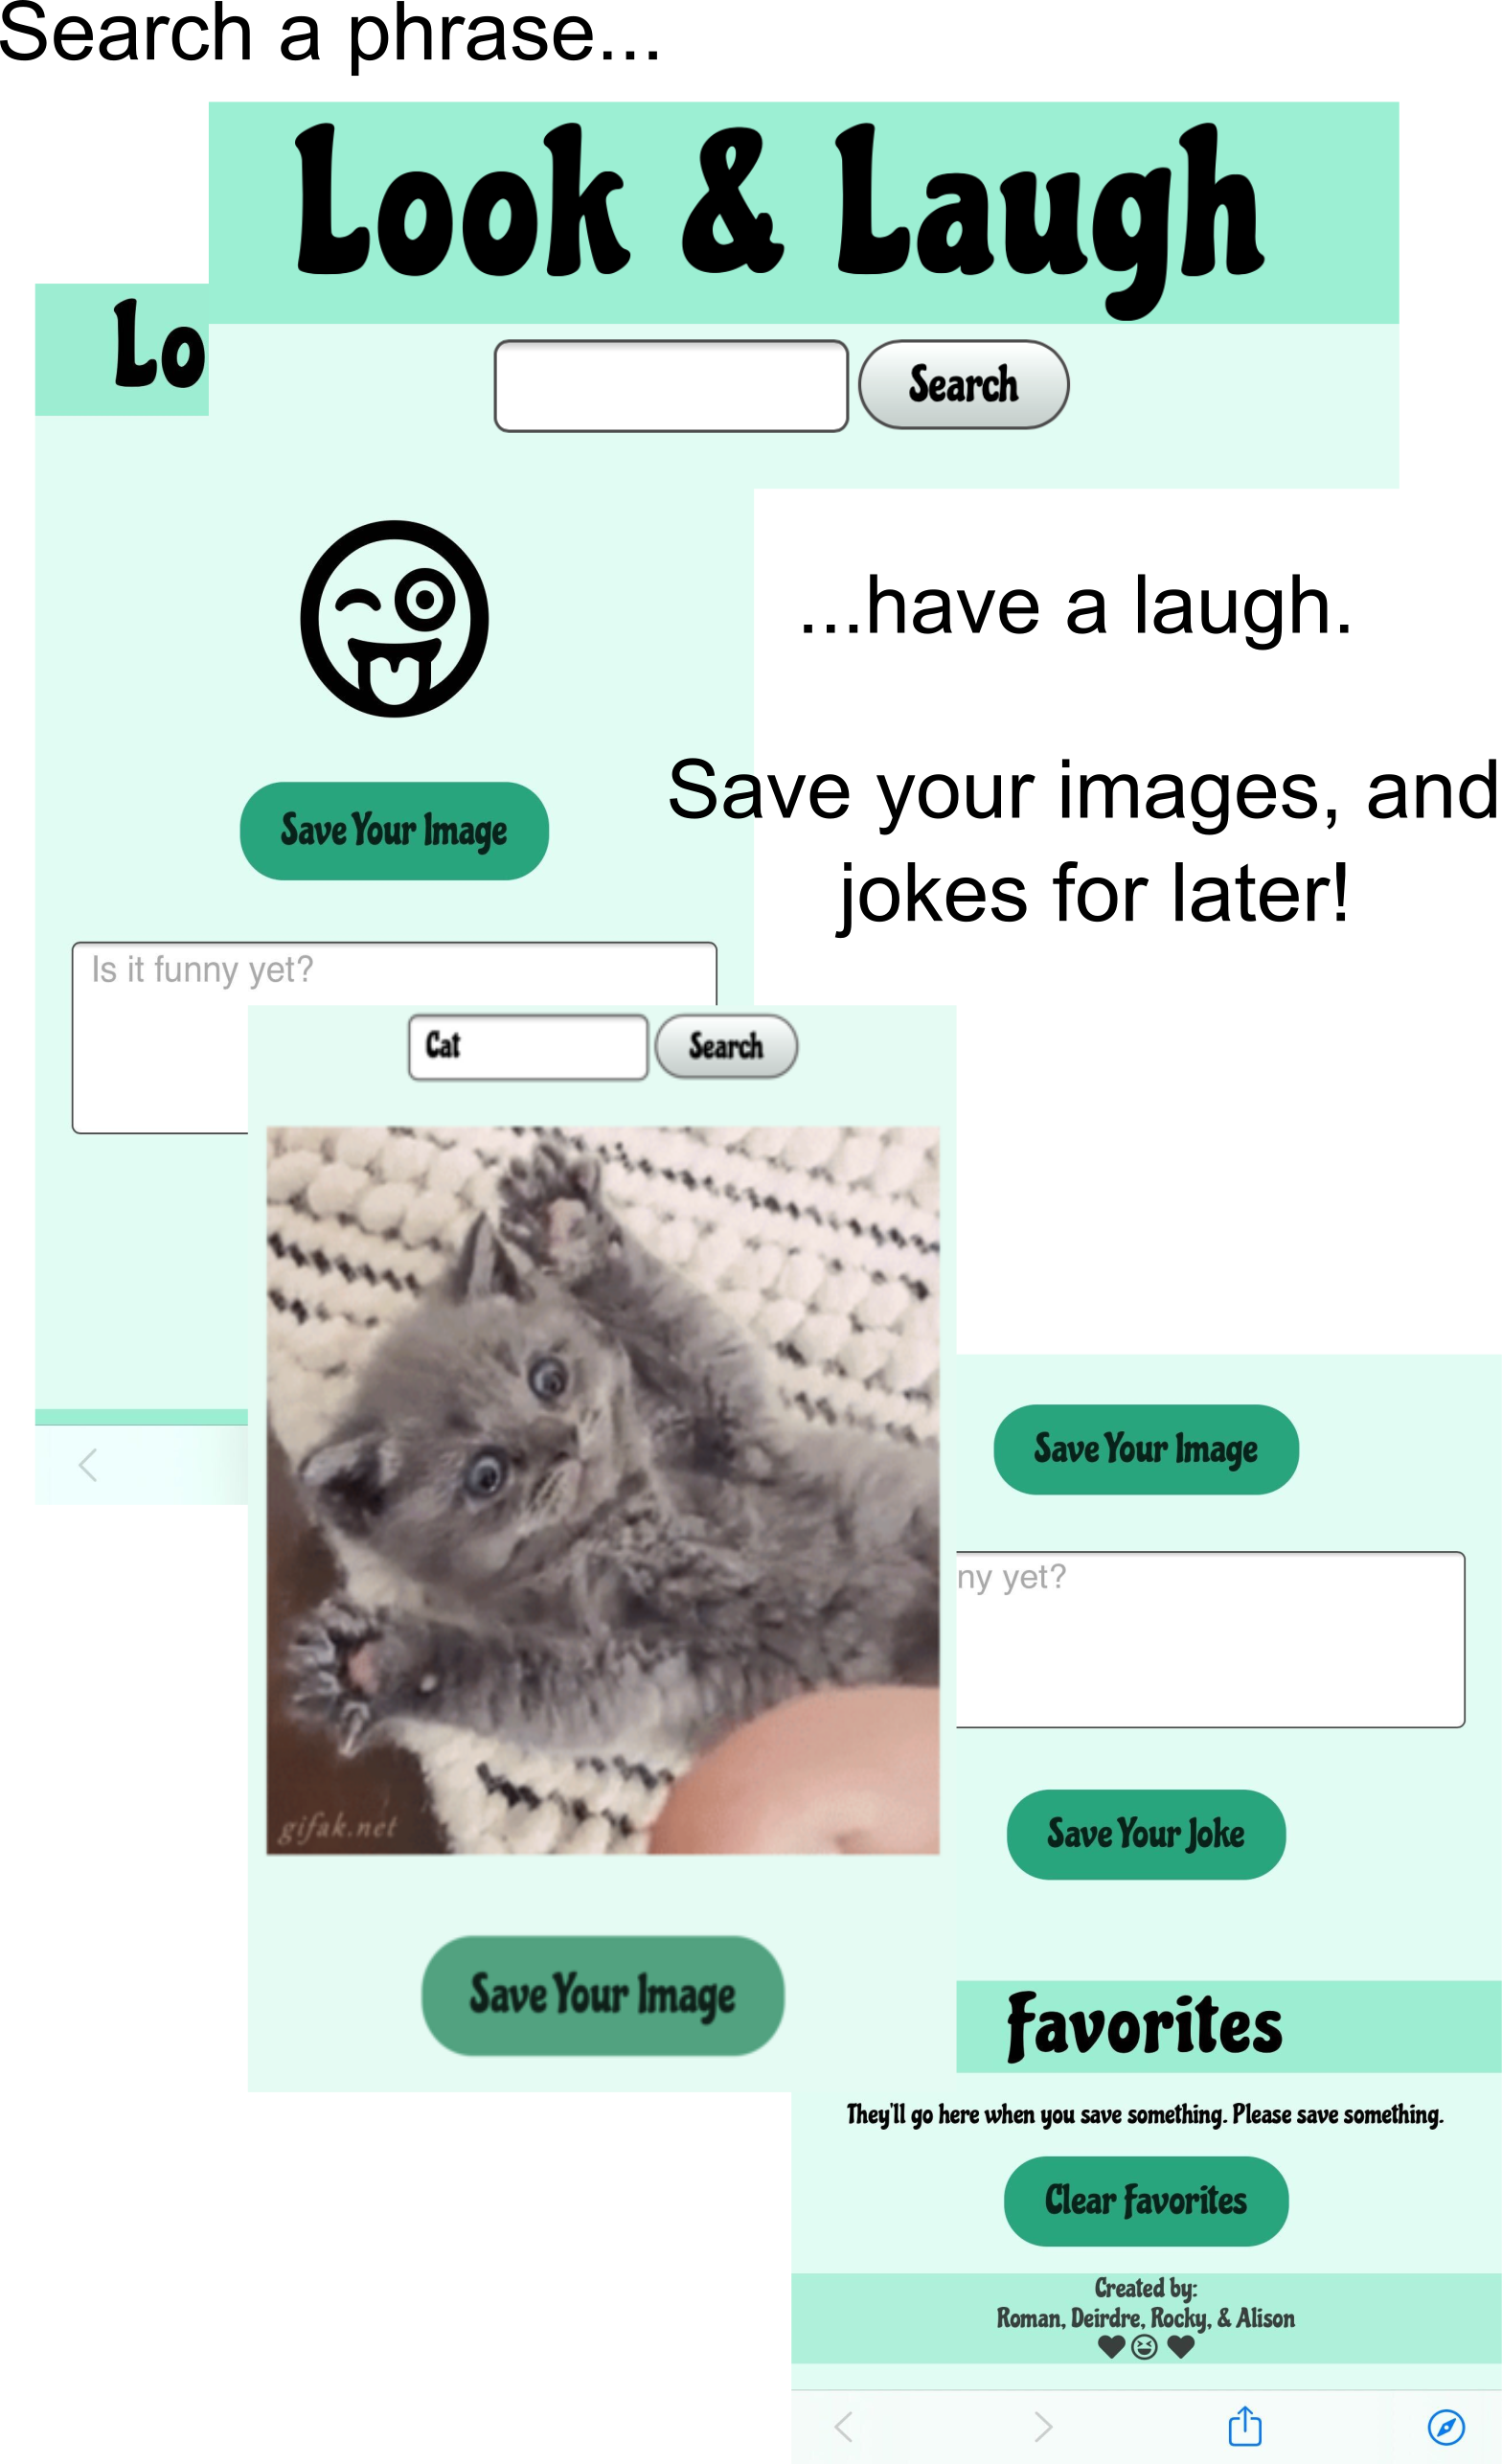 Search a phrase...
Look & Laugh
Lo
Search
...have a laugh.
Save Your Image
Save your images, and
jokes for later!
Is it funny yet?
Cat
Search
gifak.net
Save Your Image
Save Your Image
ny yet?
Save Your Joke
Favorites
They'll go here when you save something. Please save something.
Clear Favorites
Created by:
Roman, Deirdre, Rocky, & Alison